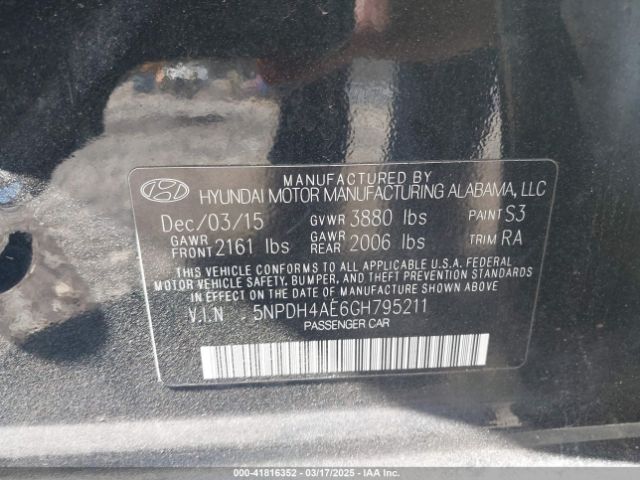 MANUFACTURED BY
HYUNDAI MOTOR MANUFACTURING ALABAMA, LLC
Dec/03/15 GVWR 3880 lbs PAINT S3
GAWR FRONT 2161 lbs GAWR REAR 2006 lbs TRIM RA
THIS VEHICLE CONFORMS TO ALL APPLICABLE U.S.A. FEDERAL
MOTOR VEHICLE SAFETY, BUMPER, AND THEFT PREVENTION STANDARDS
IN EFFECT ON THE DATE OF MANUFACTURE SHOWN ABOVE.
V.I.N 5NPDH4AE6GH795211
PASSENGER CAR
000-41816352 - 03/17/2025 - IAA Inc.